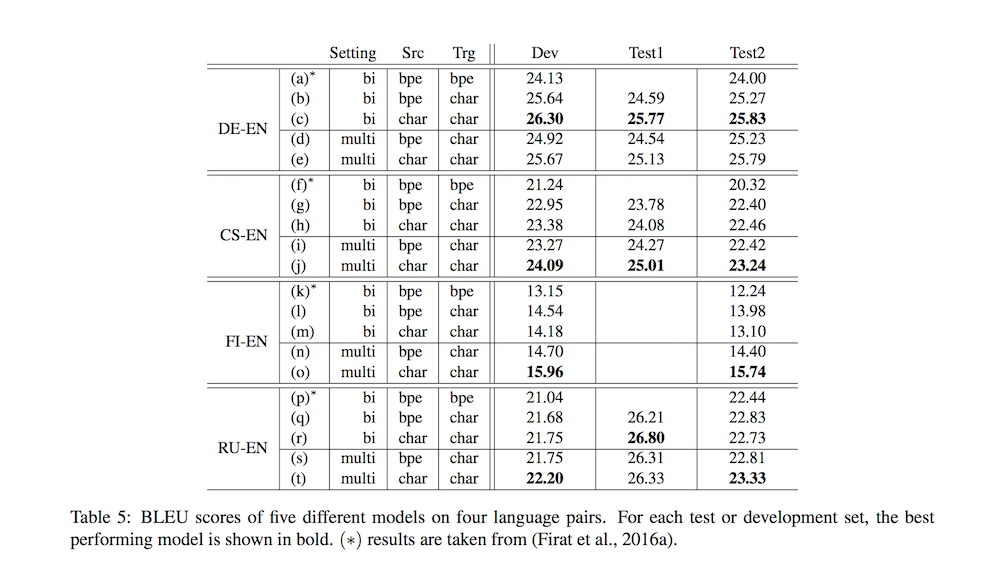 Setting Src Trg Dev Test1 Test2
(a)* bi bpe bpe 24.13 24.00
(b) bi bpe char 25.64 24.59 25.27
DE-EN (c) bi char char 26.30 25.77 25.83
(d) multi bpe char 24.92 24.54 25.23
(e) multi char char 25.67 25.13 25.79
(f)* bi bpe bpe 21.24 20.32
(g) bi bpe char 22.95 23.78 22.40
CS-EN (h) bi char char 23.38 24.08 22.46
(i) multi bpe char 23.27 24.27 22.42
(j) multi char char 24.09 25.01 23.24
(k)* bi bpe bpe 13.15 12.24
(l) bi bpe char 14.54 13.98
FI-EN (m) bi char char 14.18 13.10
(n) multi bpe char 14.70 14.40
(o) multi char char 15.96 15.74
(p)* bi bpe bpe 21.04 22.44
(q) bi bpe char 21.68 26.21 22.83
RU-EN (r) bi char char 21.75 26.80 22.73
(s) multi bpe char 21.75 26.31 22.81
(t) multi char char 22.20 26.33 23.33
Table 5: BLEU scores of five different models on four language pairs. For each test or development set, the best
performing model is shown in bold. (∗) results are taken from (Firat et al., 2016a).